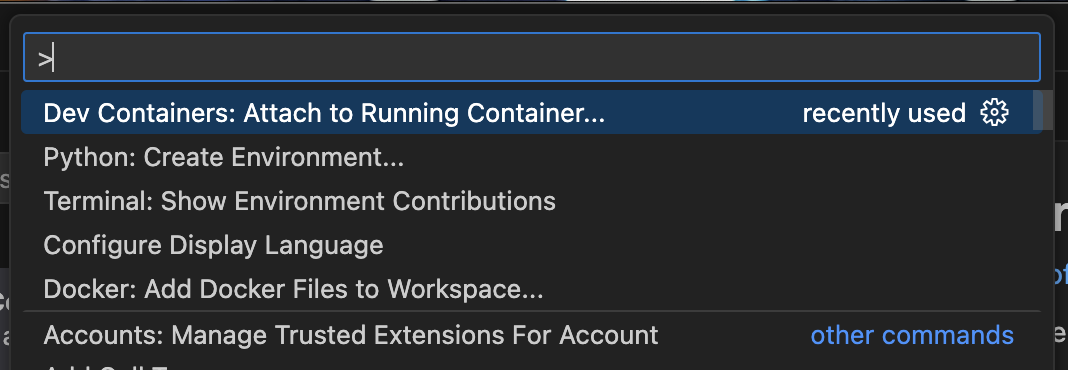 >
Dev Containers: Attach to Running Container... recently used
Python: Create Environment...
Terminal: Show Environment Contributions
Configure Display Language
Docker: Add Docker Files to Workspace...
Accounts: Manage Trusted Extensions For Account other commands